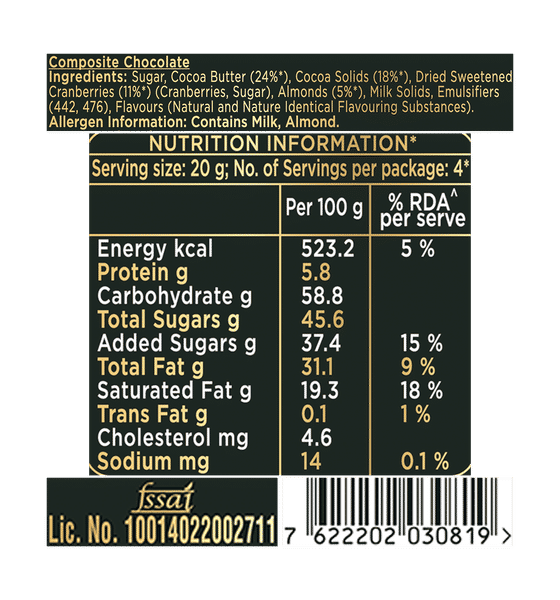 Composite Chocolate
Ingredients: Sugar, Cocoa Butter (24%*), Cocoa Solids (18%*), Dried Sweetened
Cranberries (11%*) (Cranberries, Sugar), Almonds (5%*), Milk Solids, Emulsifiers
(442, 476), Flavours (Natural and Nature Identical Flavouring Substances).
Allergen Information: Contains Milk, Almond.
NUTRITION INFORMATION*
Serving size: 20 g; No. of Servings per package: 4*
Per 100 g % RDA^ per serve
Energy kcal 523.2 5 %
Protein g 5.8
Carbohydrate g 58.8
Total Sugars g 45.6
Added Sugars g 37.4 15 %
Total Fat g 31.1 9 %
Saturated Fat g 19.3 18 %
Trans Fat g 0.1 1 %
Cholesterol mg 4.6
Sodium mg 14 0.1 %
fssai
Lic. No. 10014022002711
7 622202 030819 >